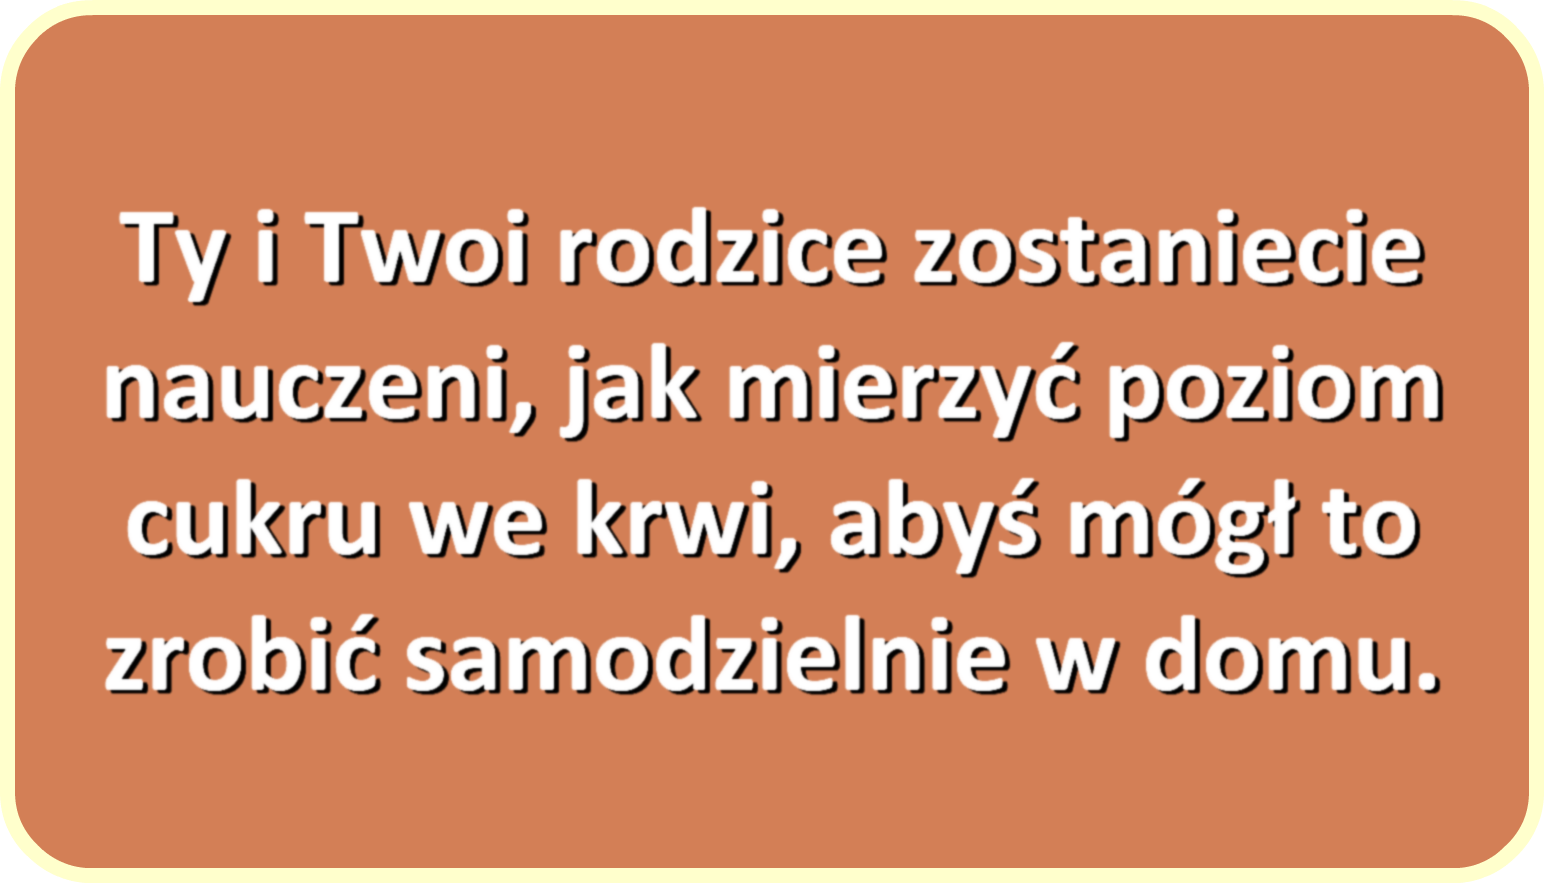 Ty i Twoi rodzice zostaniecie
nauczeni, jak mierzyć poziom
cukru we krwi, abyś mógł to
zrobić samodzielnie w domu.